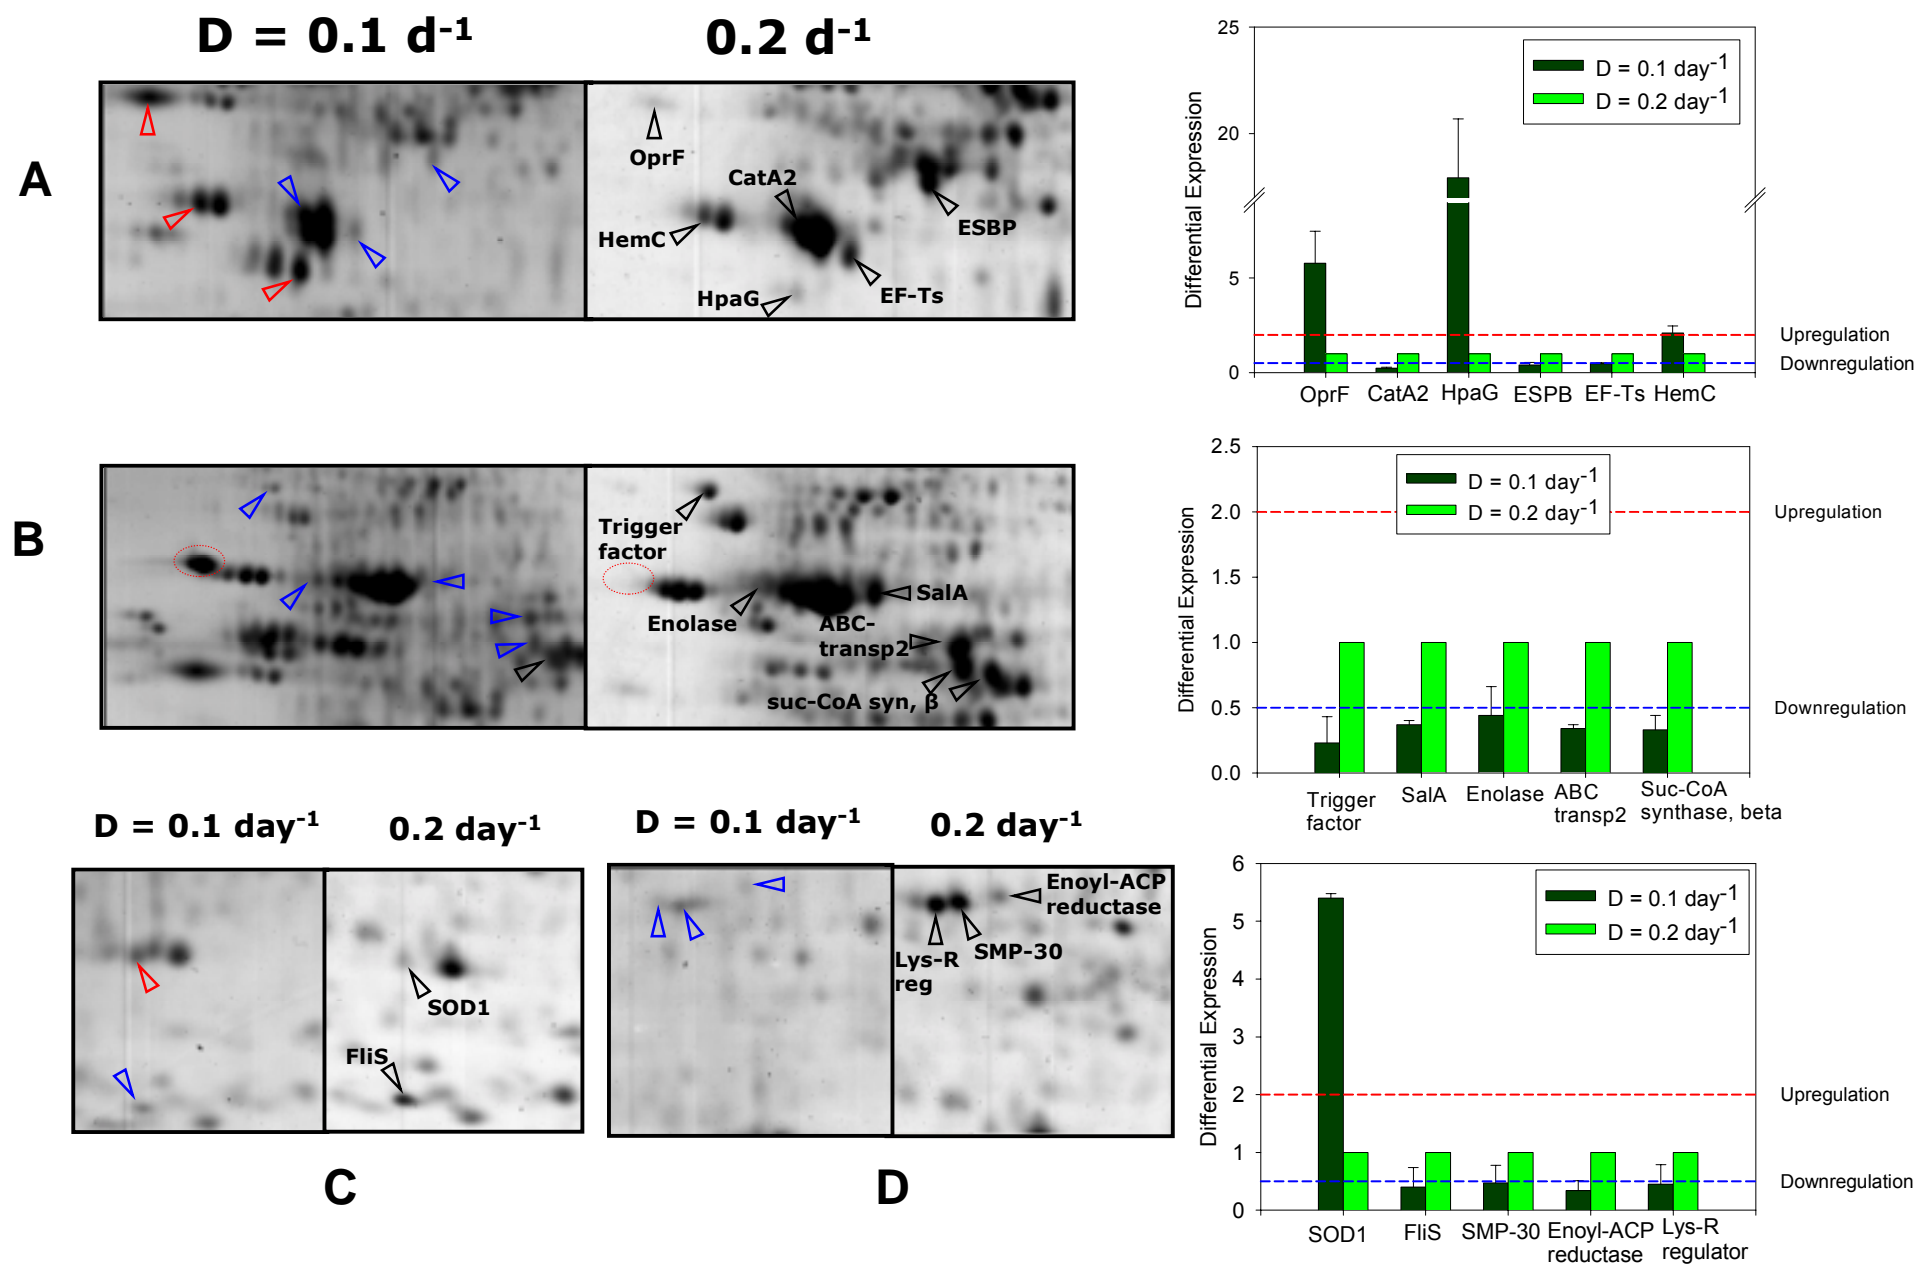 D = 0.1 d-1
0.2 d-1
A
OprF
CatA2
HemC
ESBP
HpaG
EF-Ts
25
20
5
0
Differential Expression
D = 0.1 day-1
D = 0.2 day-1
Upregulation
Downregulation
OprF CatA2 HpaG ESPB EF-Ts HemC
B
Trigger
factor
SalA
Enolase
ABC-
transp2
suc-CoA syn, β
2.5
2.0
1.5
1.0
0.5
0.0
Differential Expression
D = 0.1 day-1
D = 0.2 day-1
Upregulation
Downregulation
Trigger
factor
SalA
Enolase
ABC
transp2
Suc-CoA
synthase, beta
D = 0.1 day-1
0.2 day-1
SOD1
FliS
C
D = 0.1 day-1
0.2 day-1
Enoyl-ACP
reductase
Lys-R
reg
SMP-30
D
6
5
4
3
2
1
0
Differential Expression
D = 0.1 day-1
D = 0.2 day-1
Upregulation
Downregulation
SOD1
FliS
SMP-30
Enoyl-ACP
reductase
Lys-R
regulator